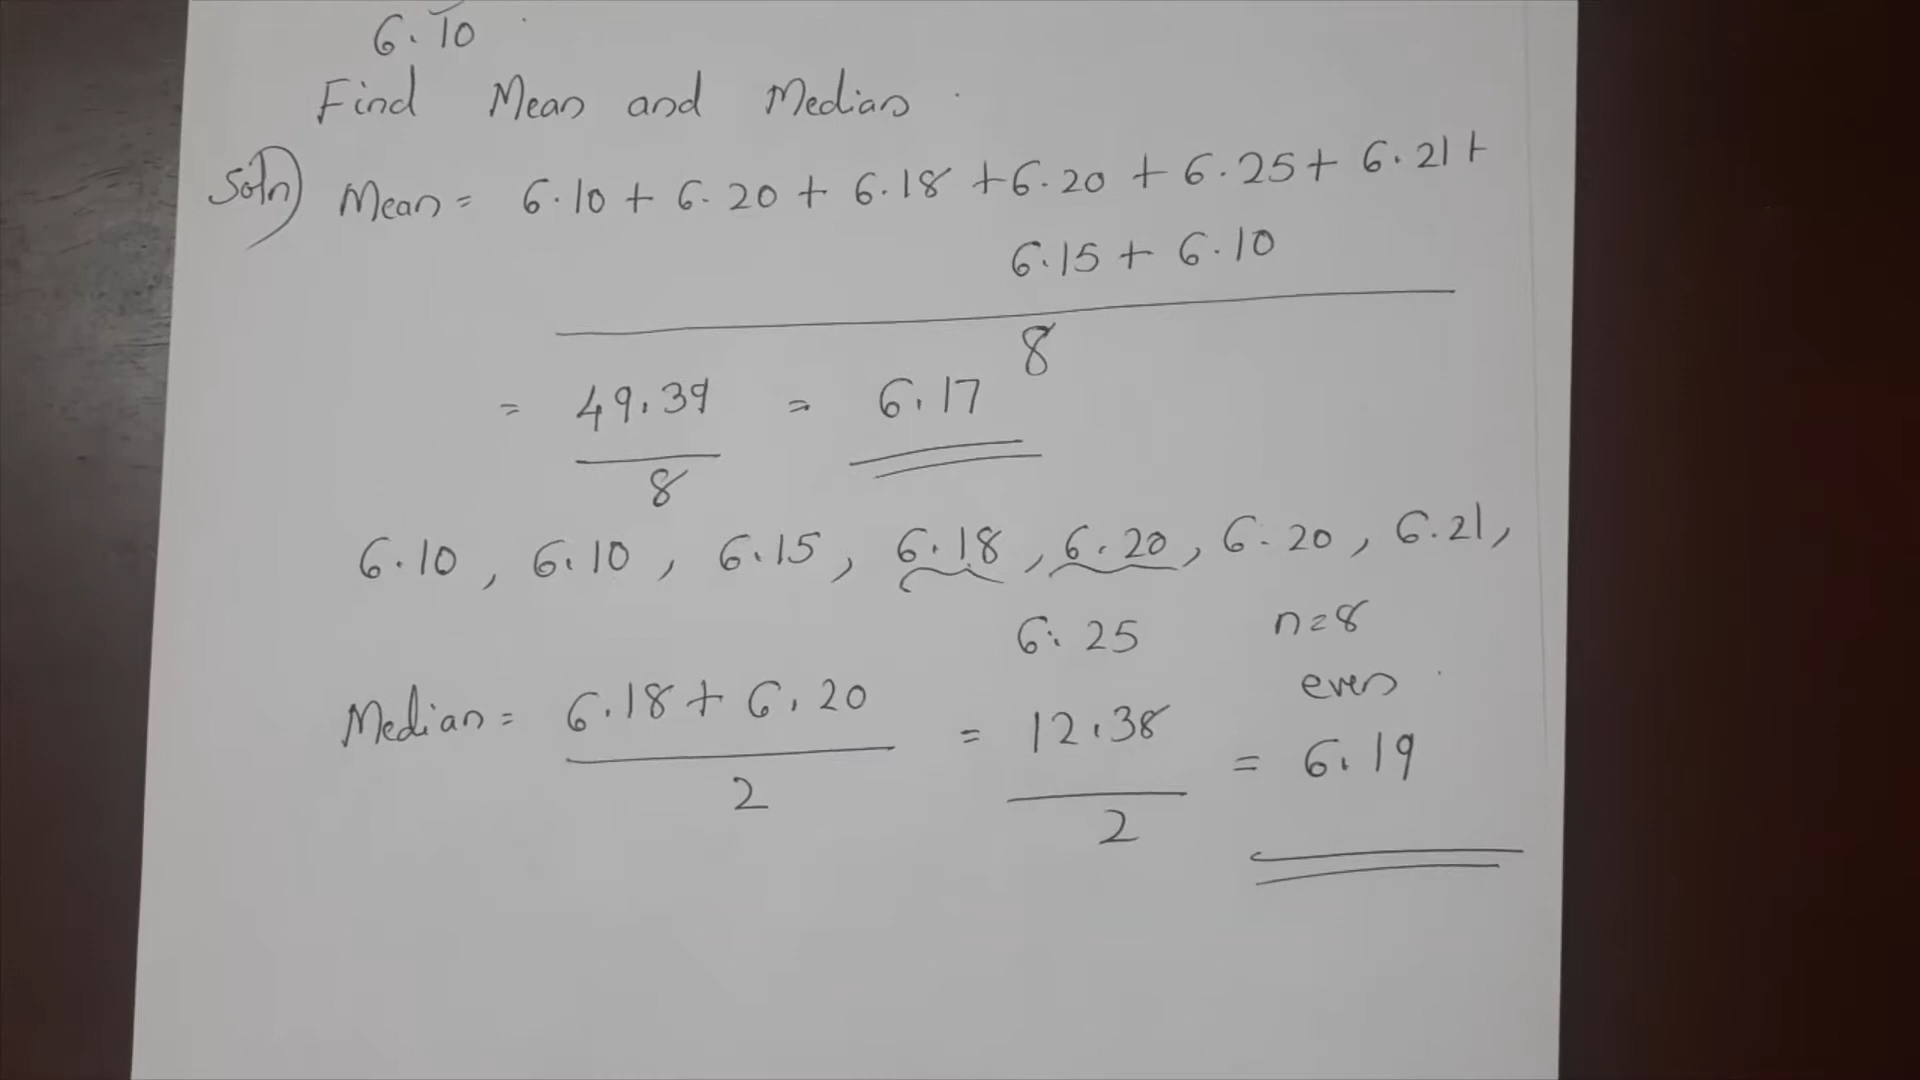 6.10
Find Mean and Median.
Soln) Mean = 6.10 + 6.20 + 6.18 + 6.20 + 6.25 + 6.21 +
6.15 + 6.10
8
= 49.39 = 6.17
8
6.10, 6.10, 6.15, 6.18, 6.20, 6.20, 6.21,
6.25 n=8
even
Median = 6.18 + 6.20 = 12.38 = 6.19
2 2